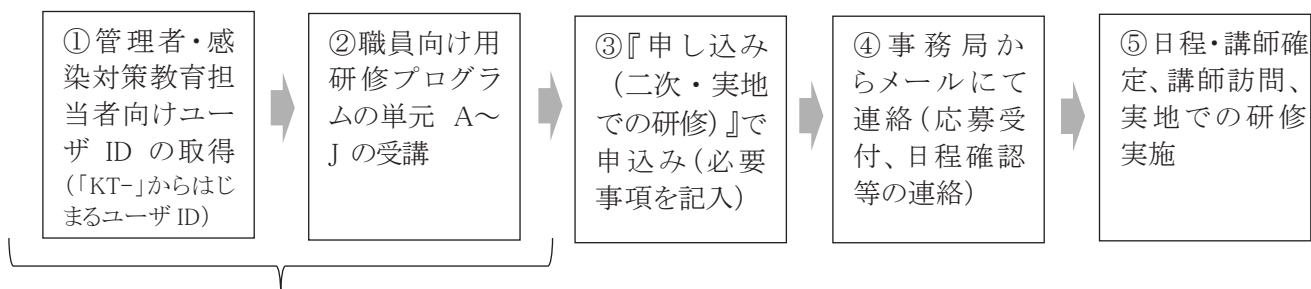 ①管理者・感
染対策教育担
当者向けユー
ザ ID の取得
(「KT-」からはじ
まるユーザ ID)
②職員向け用
研修プログラ
ムの単元 A～
J の受講
③『申し込み
(二次・実地
での研修)』で
申込み(必要
事項を記入)
④事務局か
らメールにて
連絡(応募受
付、日程確認
等の連絡)
⑤日程・講師確
定、講師訪問、
実地での研修
実施